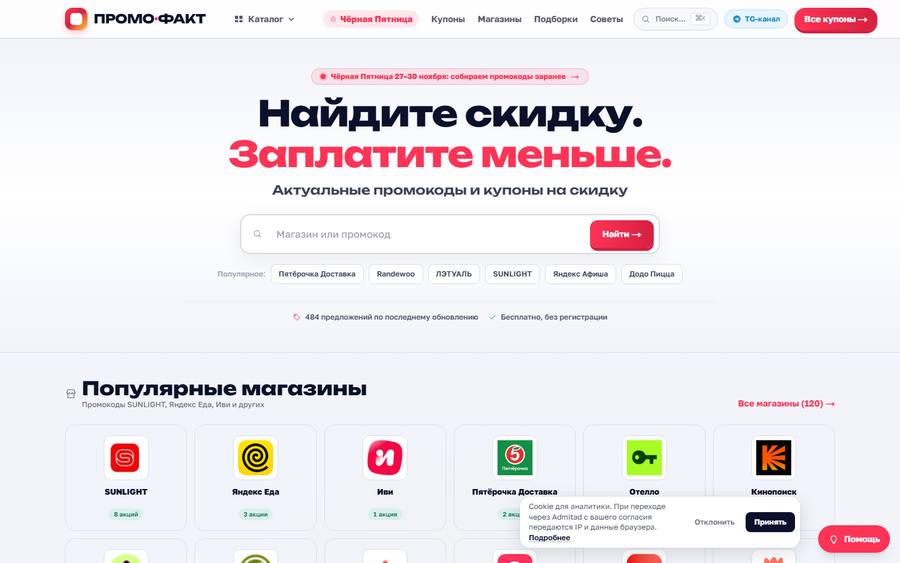 ПРОМО·ФАКТ
Каталог
Чёрная Пятница
Купоны
Магазины
Подборки
Советы
Поиск...
⌘K
TG-канал
Все купоны →
Чёрная Пятница 27–30 ноября: собираем промокоды заранее →
Найдите скидку.
Заплатите меньше.
Актуальные промокоды и купоны на скидку
Магазин или промокод
Найти →
Популярное:
Пятёрочка Доставка
Randewoo
ЛЭТУАЛЬ
SUNLIGHT
Яндекс Афиша
Додо Пицца
484 предложений по последнему обновлению
Бесплатно, без регистрации
Популярные магазины
Промокоды SUNLIGHT, Яндекс Еда, Иви и других
Все магазины (120) →
Пятёрочка
SUNLIGHT
Яндекс Еда
Иви
Пятёрочка Доставка
Отелло
Кинопоиск
8 акций
3 акции
1 акция
Cookie для аналитики. При переходе
через Admitad с вашего согласия
передаются IP и данные браузера.
Подробнее
Отклонить
Принять
Помощь